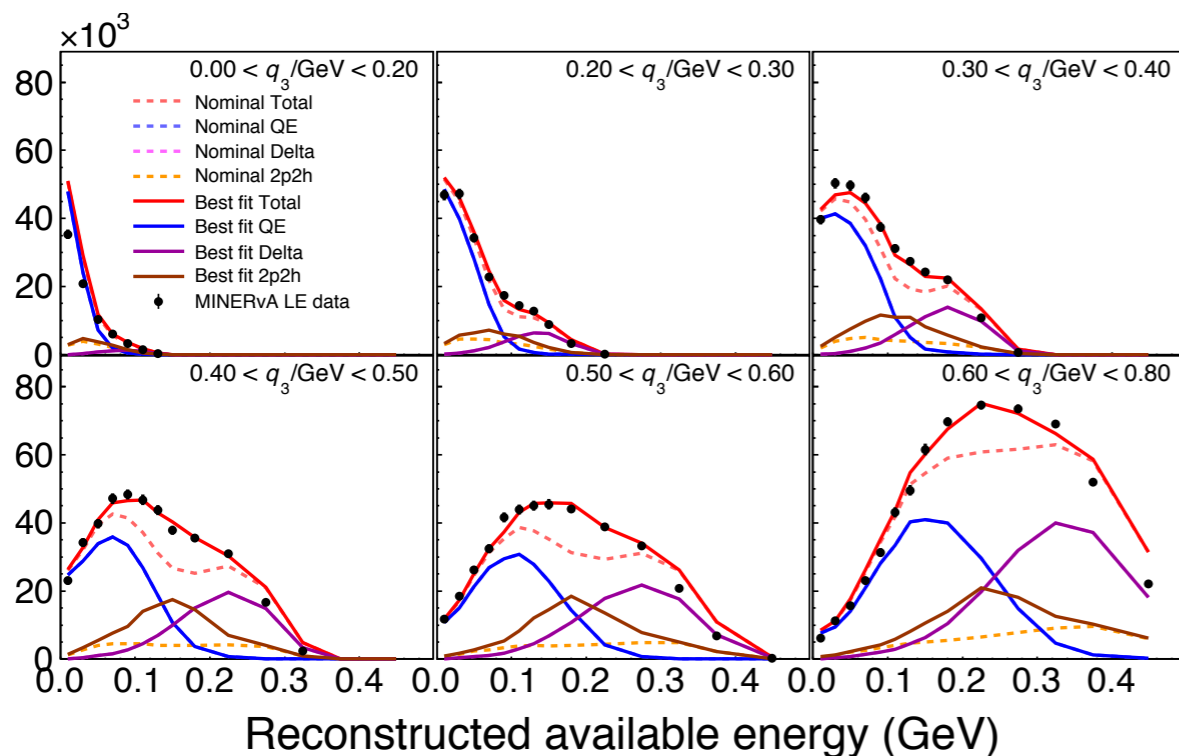 ×10³
0.00 < q₃/GeV < 0.20
0.20 < q₃/GeV < 0.30
0.30 < q₃/GeV < 0.40
80
60
40
20
0
Nominal Total
Nominal QE
Nominal Delta
Nominal 2p2h
Best fit Total
Best fit QE
Best fit Delta
Best fit 2p2h
MINERvA LE data
0.40 < q₃/GeV < 0.50
0.50 < q₃/GeV < 0.60
0.60 < q₃/GeV < 0.80
80
60
40
20
0
0.0 0.1 0.2 0.3 0.4 0.0 0.1 0.2 0.3 0.4 0.0 0.1 0.2 0.3 0.4
Reconstructed available energy (GeV)